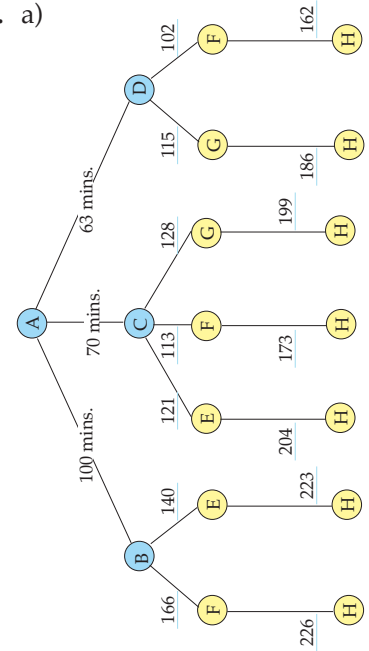 . a)
A
63 mins.
70 mins.
100 mins.
D
C
B
102
115
128
113
121
140
166
F
G
G
F
E
E
F
162
186
199
173
204
223
226
H
H
H
H
H
H
H